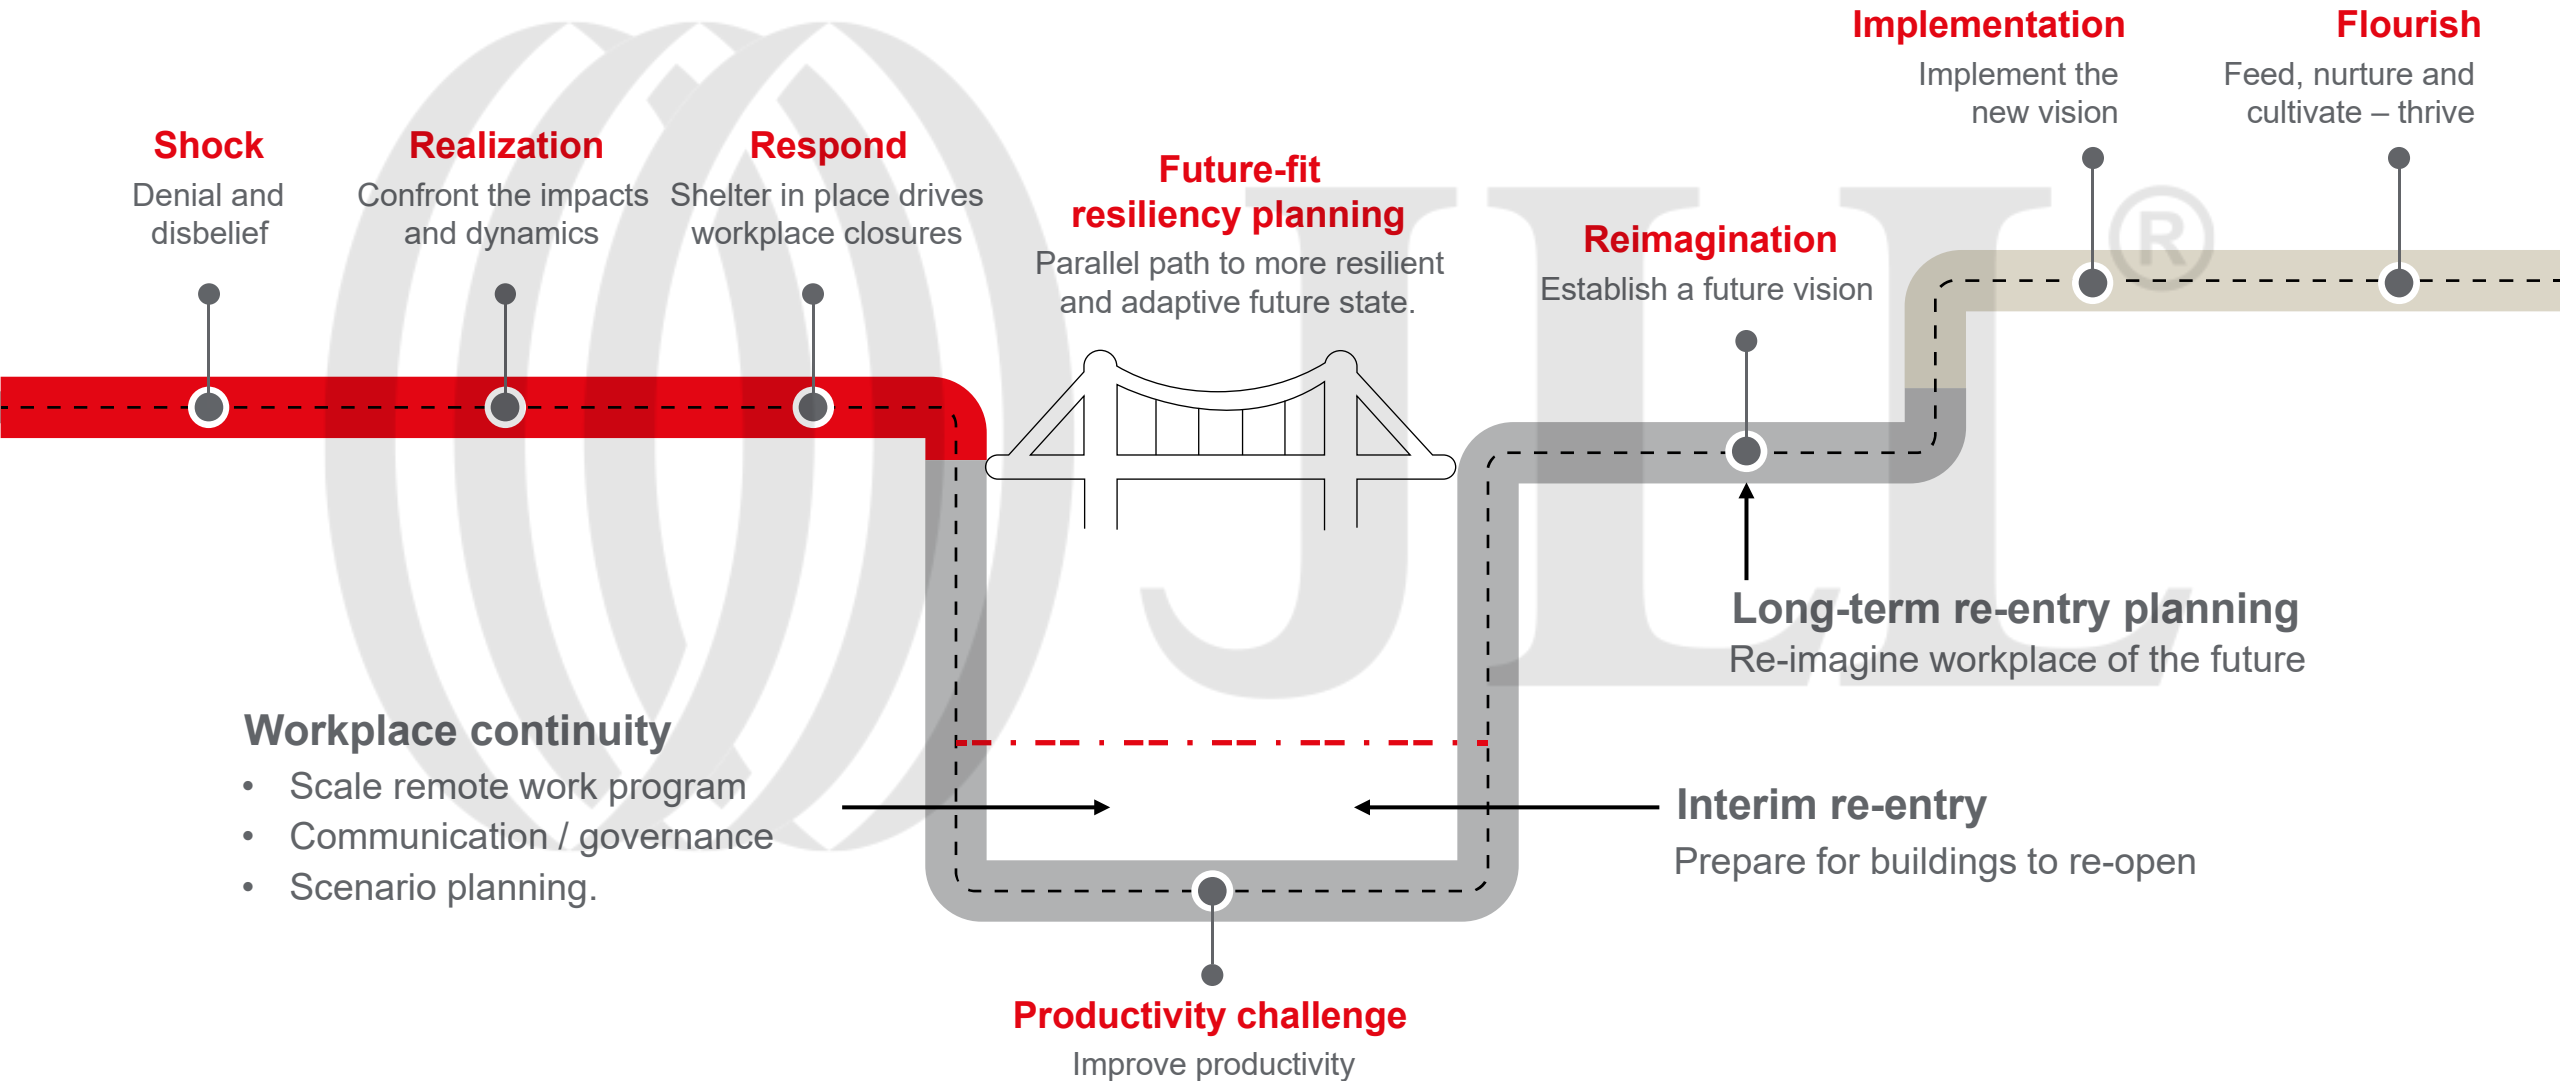 Shock
Denial and
disbelief
Realization
Confront the impacts
and dynamics
Respond
Shelter in place drives
workplace closures
Future-fit
resiliency planning
Parallel path to more resilient
and adaptive future state.
Reimagination
Establish a future vision
Implementation
Implement the
new vision
Flourish
Feed, nurture and
cultivate – thrive
JLL®
Long-term re-entry planning
Re-imagine workplace of the future
Workplace continuity
• Scale remote work program
• Communication / governance
• Scenario planning.
Interim re-entry
Prepare for buildings to re-open
Productivity challenge
Improve productivity